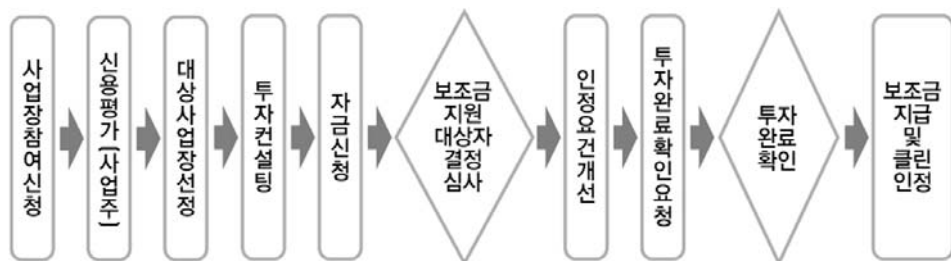 사업장참여신청
신용평가(사업주)
대상사업장선정
투자컨설팅
자금신청
보조금
지원
대상자
결정
심사
인정요건개선
투자완료확인요청
투자
완료
확인
보조금
지급
및
클린
인정